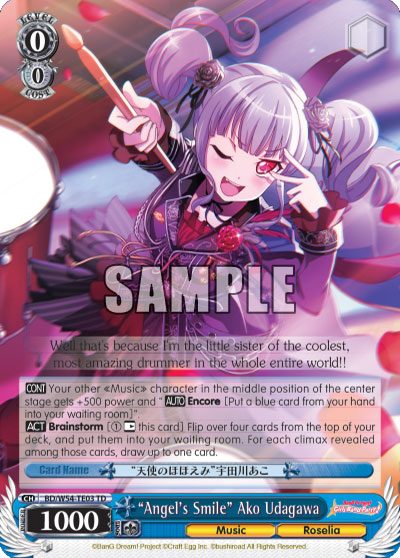 LEVEL
0
0
COST
SAMPLE
Well that's because I'm the little sister of the coolest,
most amazing drummer in the whole entire world!!
CONT Your other «Music» character in the middle position of the center
stage gets +500 power and "AUTO Encore [Put a blue card from your hand
into your waiting room]."
ACT Brainstorm [① this card] Flip over four cards from the top of your
deck, and put them into your waiting room. For each climax revealed
among those cards, draw up to one card.
Card Name
"天使のほほえみ"宇田川あこ
CH BD/W54-TE03 TD
1000
"Angel's Smile" Ako Udagawa
Music
Roselia
©BanG Dream! Project ©Craft Egg Inc. ©bushiroad All Rights Reserved.